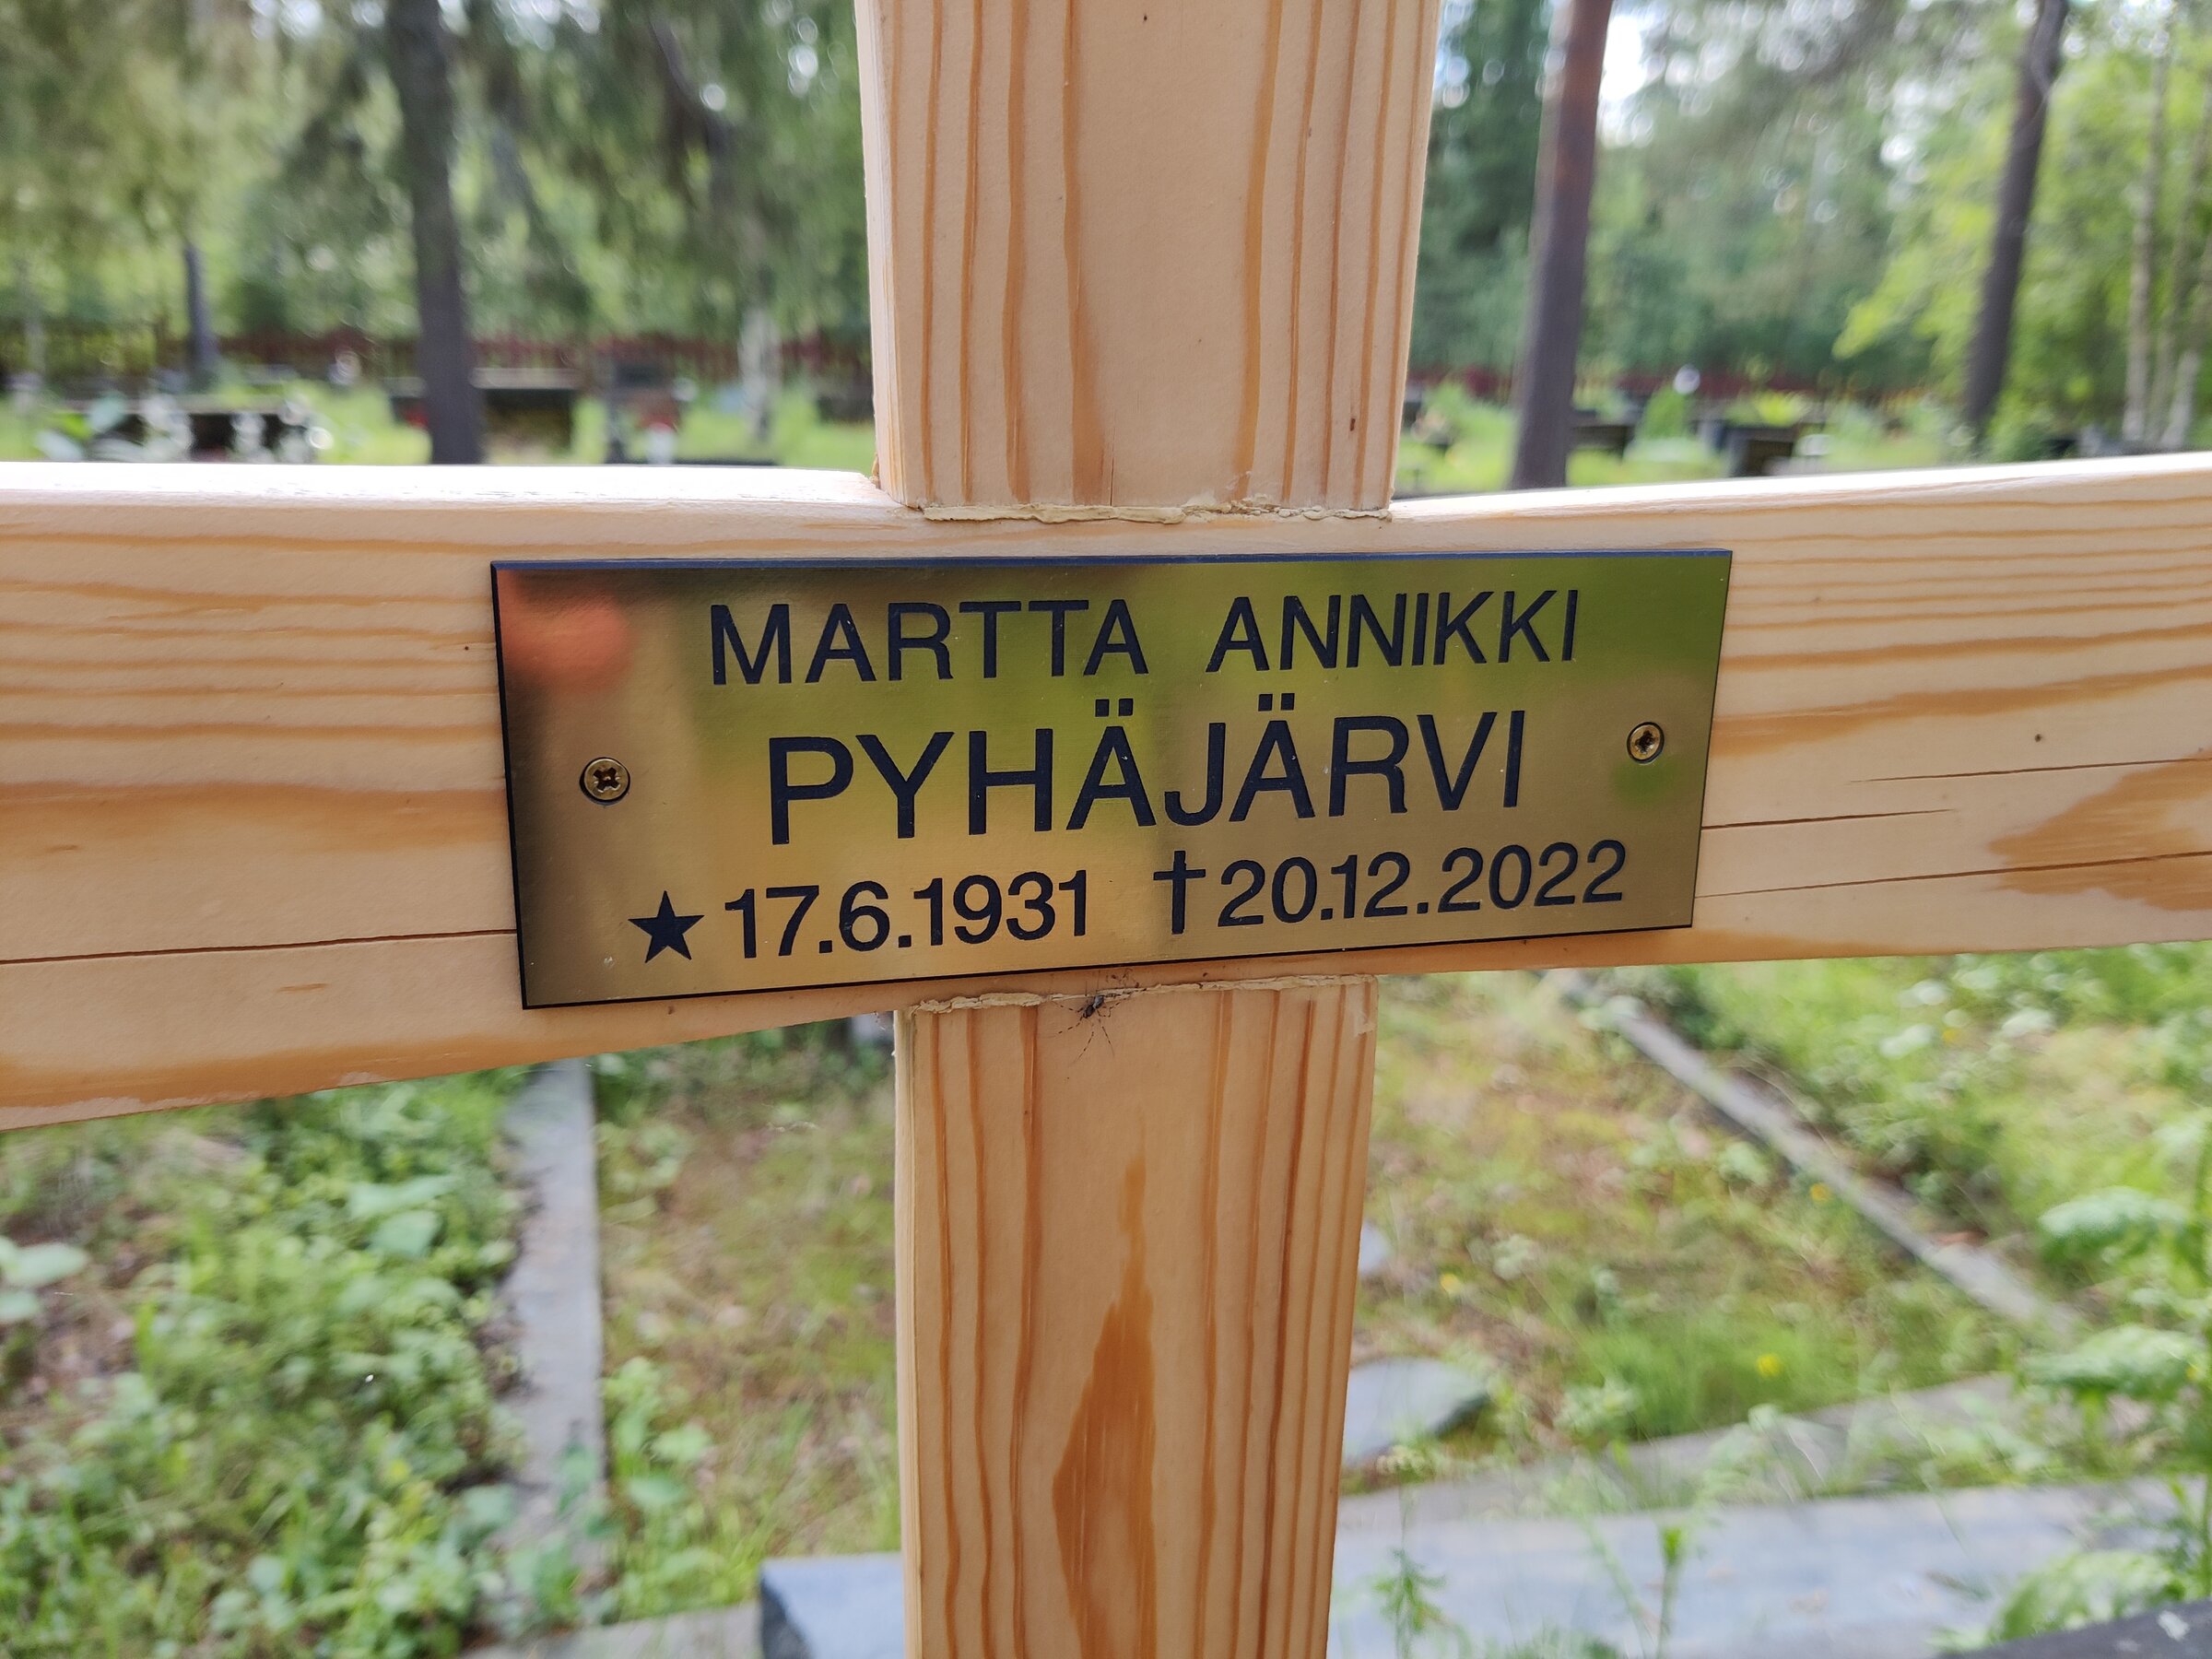 MARTTA ANNIKKI
PYHÄJÄRVI
★17.6.1931 †20.12.2022